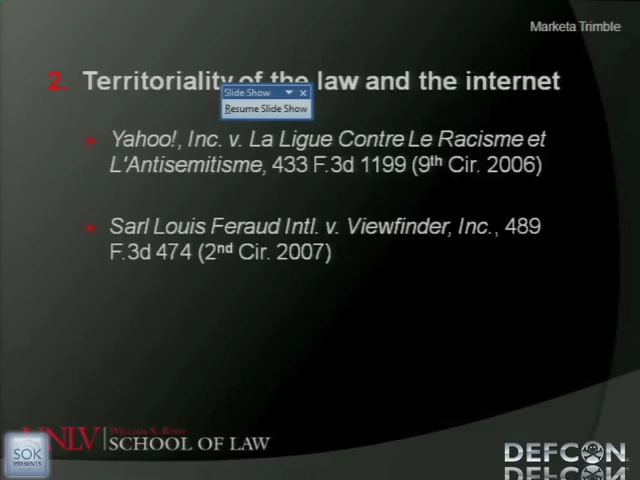 Marketa Trimble
2. Territoriality of the law and the internet
Slide Show
Resume Slide Show
Yahoo!, Inc. v. La Ligue Contre Le Racisme et
L'Antisemitisme, 433 F.3d 1199 (9th Cir. 2006)
Sarl Louis Feraud Intl. v. Viewfinder, Inc., 489
F.3d 474 (2nd Cir. 2007)
UNLV WILLIAM S. BOYD
SCHOOL OF LAW
SOK
PRESENTS
DEFCON